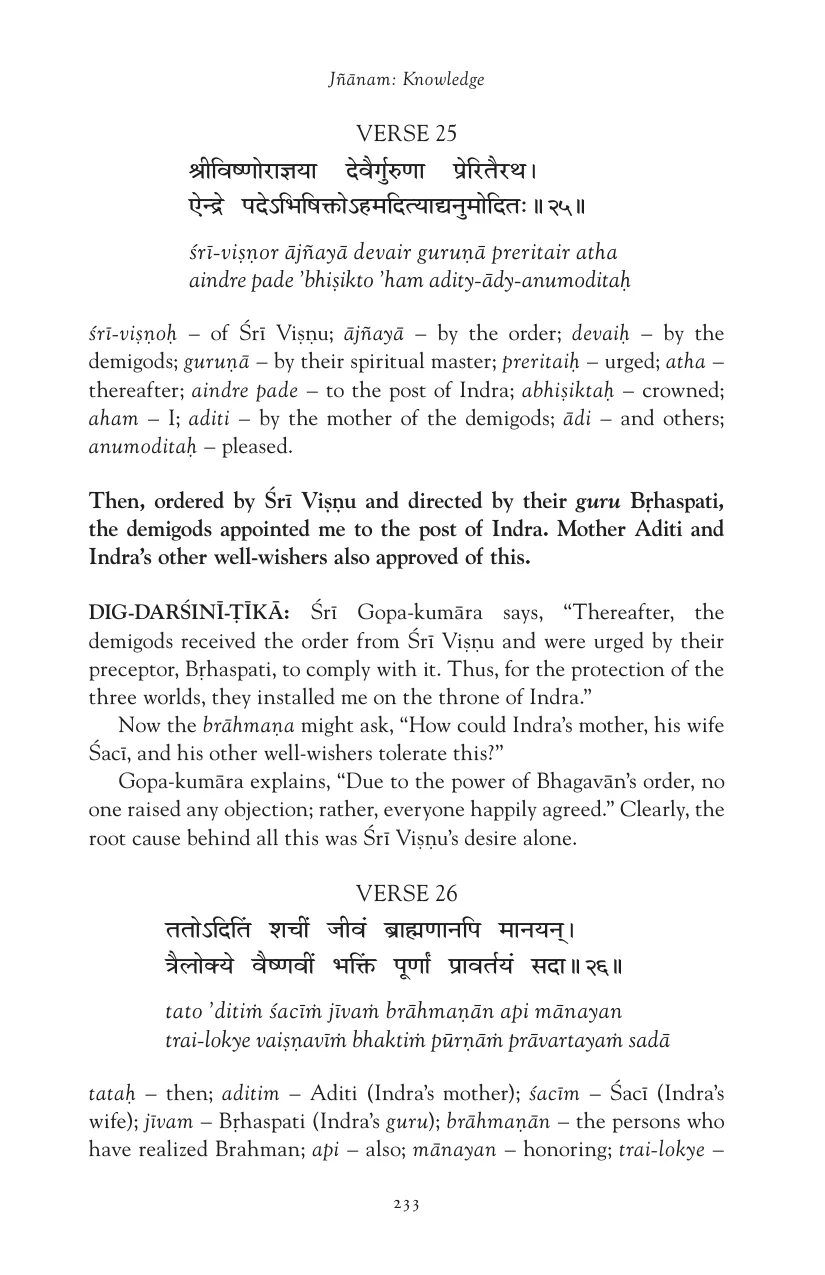 Jñānam: Knowledge
VERSE 25
श्रीविष्णोराज्ञया देवैर्गुरुणा प्रेरितैरथ।
ऐन्द्रे पदेऽभिषिक्तोऽहमदित्याद्यनुमोदितः॥२५॥
śrī-viṣṇor ājñayā devair guruṇā preritair atha
aindre pade ’bhiṣikto ’ham adity-ādy-anumoditaḥ
śrī-viṣṇoḥ – of Śrī Viṣṇu; ājñayā – by the order; devaiḥ – by the
demigods; guruṇā – by their spiritual master; preritaiḥ – urged; atha –
thereafter; aindre pade – to the post of Indra; abhiṣiktaḥ – crowned;
aham – I; aditi – by the mother of the demigods; ādi – and others;
anumoditaḥ – pleased.
Then, ordered by Śrī Viṣṇu and directed by their guru Bṛhaspati,
the demigods appointed me to the post of Indra. Mother Aditi and
Indra’s other well-wishers also approved of this.
DIG-DARŚINĪ-ṬĪKĀ: Śrī Gopa-kumāra says, “Thereafter, the
demigods received the order from Śrī Viṣṇu and were urged by their
preceptor, Bṛhaspati, to comply with it. Thus, for the protection of the
three worlds, they installed me on the throne of Indra.”
Now the brāhmaṇa might ask, “How could Indra’s mother, his wife
Śacī, and his other well-wishers tolerate this?”
Gopa-kumāra explains, “Due to the power of Bhagavān’s order, no
one raised any objection; rather, everyone happily agreed.” Clearly, the
root cause behind all this was Śrī Viṣṇu’s desire alone.
VERSE 26
ततोऽदितिं शचीं जीवं ब्राह्मणानपि मानयन्।
त्रैलोक्ये वैष्णवीं भक्तिं पूर्णां प्रावर्तयं सदा॥२६॥
tato ’ditiṁ śacīṁ jīvaṁ brāhmaṇān api mānayan
trai-lokye vaiṣṇavīṁ bhaktiṁ pūrṇāṁ prāvartayaṁ sadā
tataḥ – then; aditim – Aditi (Indra’s mother); śacīm – Śacī (Indra’s
wife); jīvam – Bṛhaspati (Indra’s guru); brāhmaṇān – the persons who
have realized Brahman; api – also; mānayan – honoring; trai-lokye –
233